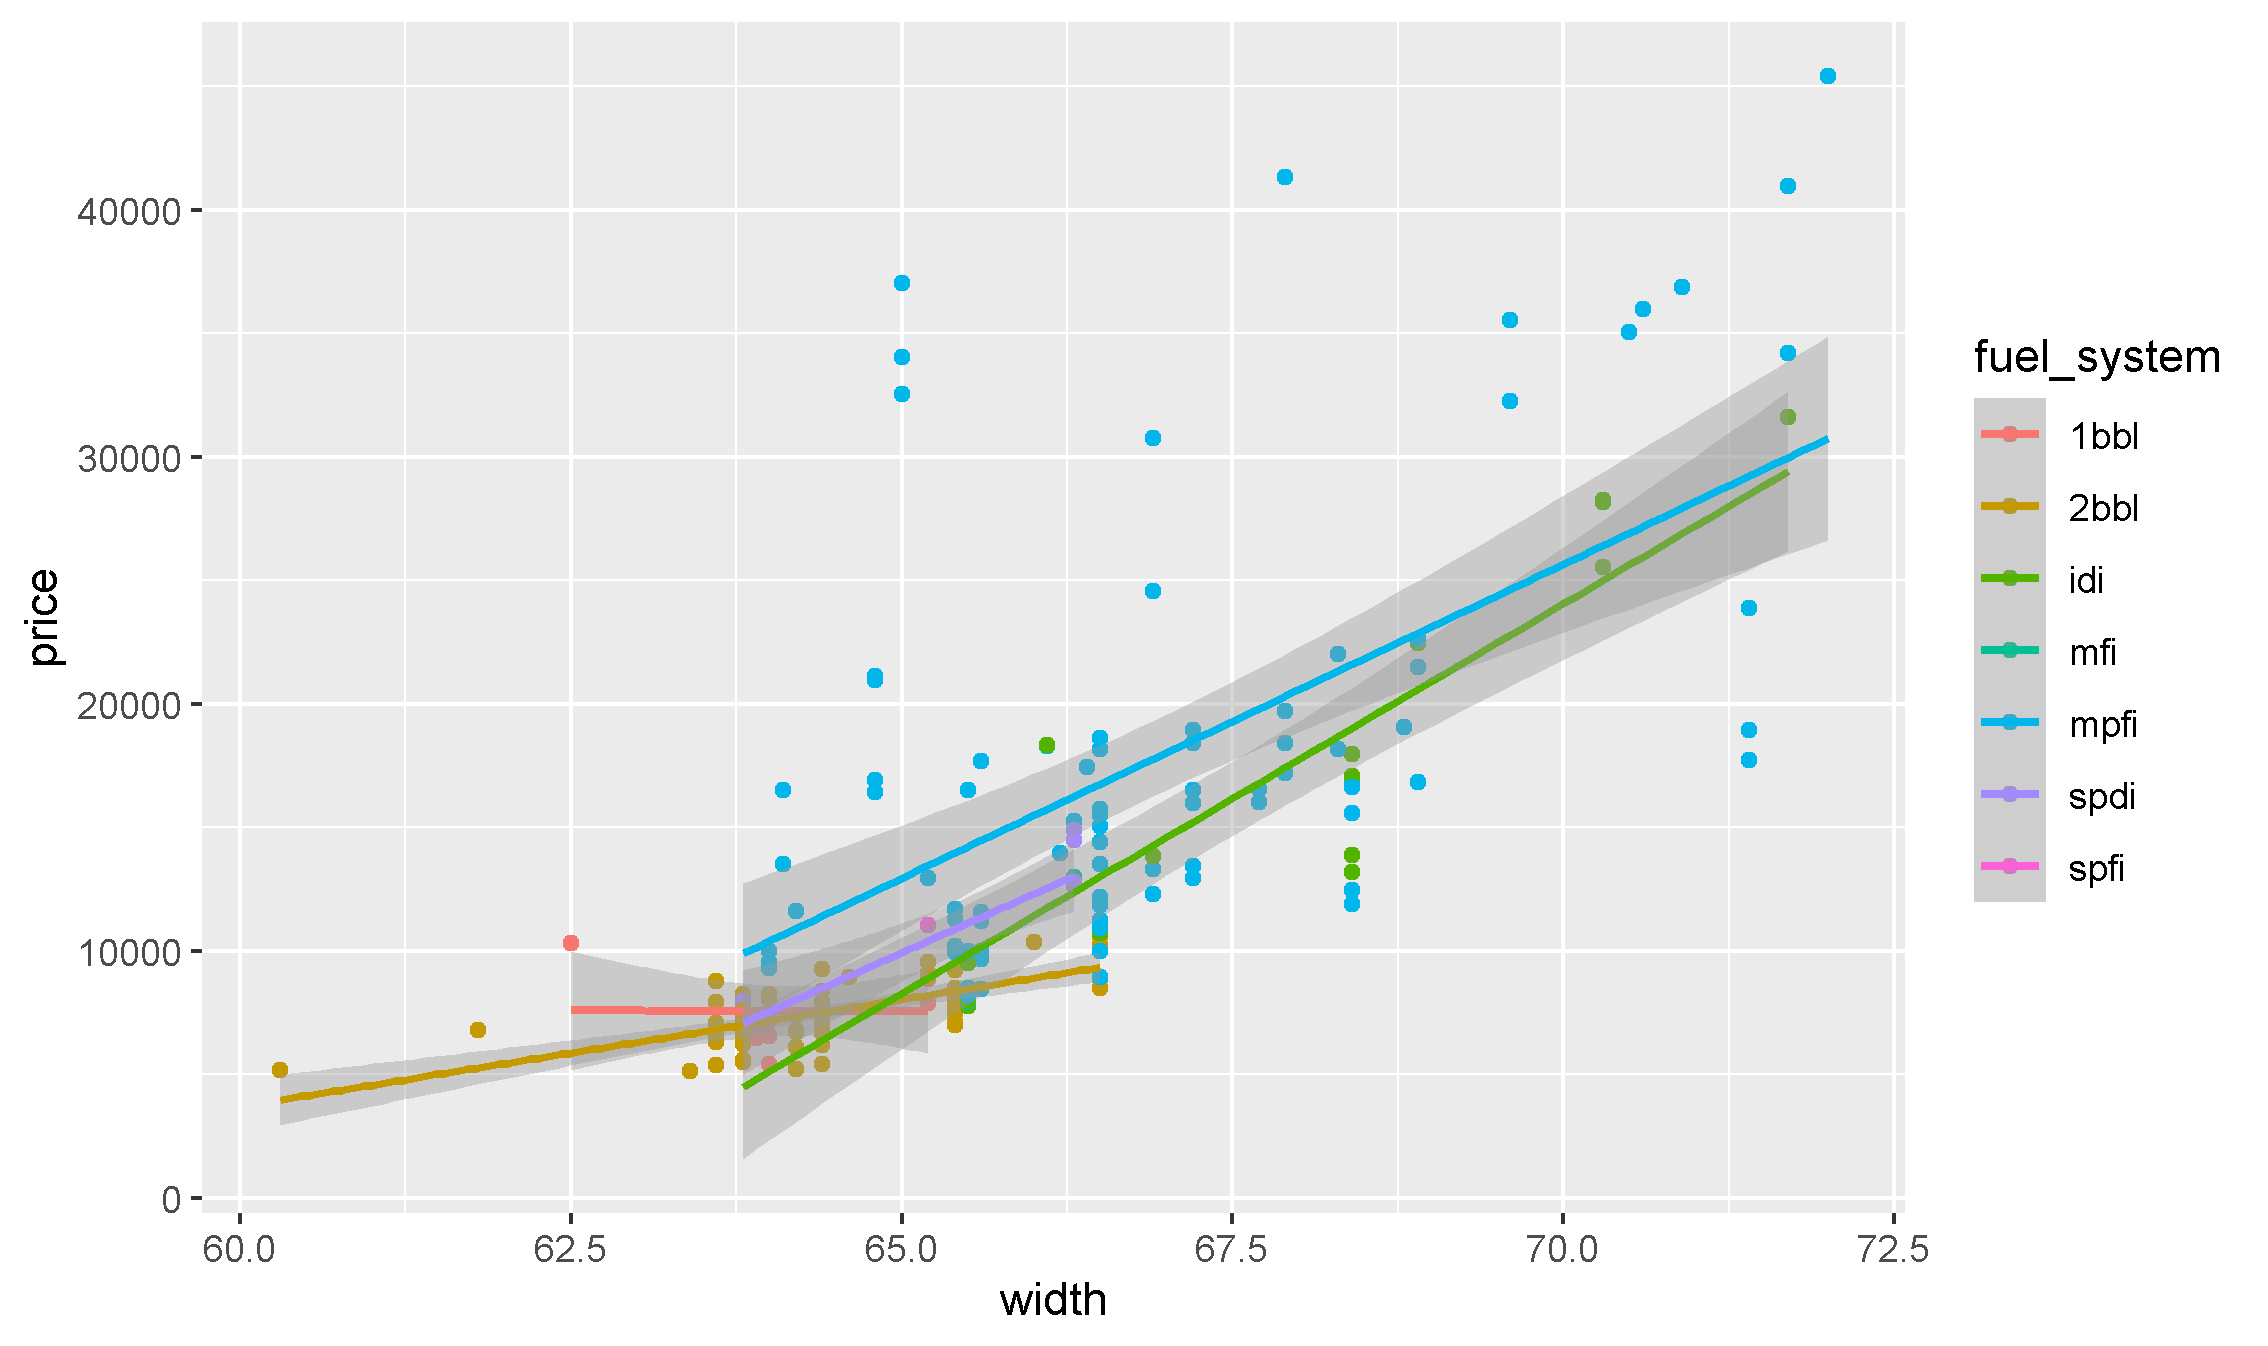 price
40000
30000
20000
10000
0
60.0 62.5 65.0 67.5 70.0 72.5
width
fuel_system
1bbl
2bbl
idi
mfi
mpfi
spdi
spfi